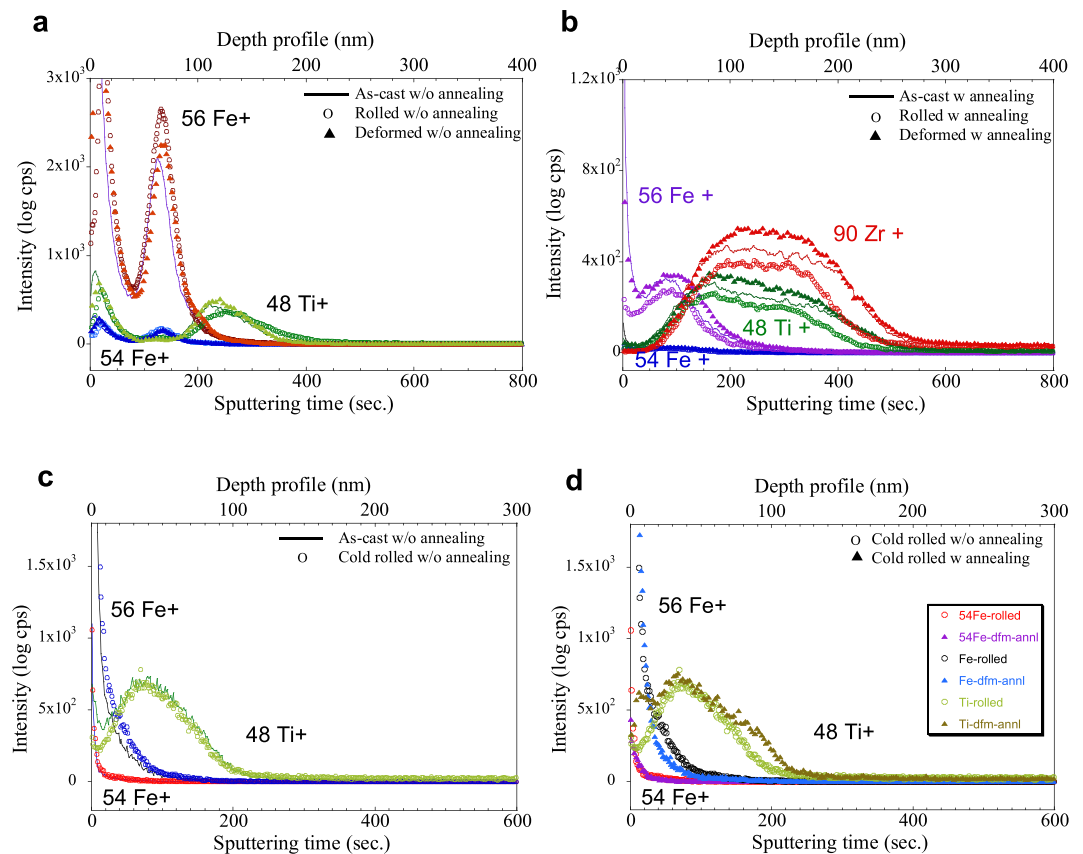 a
Depth profile (nm)
0 100 200 300 400
3x10³
2x10³
1x10³
0
Intensity (log cps)
As-cast w/o annealing
Rolled w/o annealing
Deformed w/o annealing
56 Fe+
48 Ti+
54 Fe+
0 200 400 600 800
Sputtering time (sec.)
b
Depth profile (nm)
0 100 200 300 400
1.2x10³
8x10²
4x10²
0
Intensity (log cps)
As-cast w annealing
Rolled w annealing
Deformed w annealing
56 Fe +
90 Zr +
48 Ti +
54 Fe +
0 200 400 600 800
Sputtering time (sec.)
c
Depth profile (nm)
0 100 200 300
1.5x10³
1x10³
5x10²
0
Intensity (log cps)
As-cast w/o annealing
Cold rolled w/o annealing
56 Fe+
48 Ti+
54 Fe+
0 200 400 600
Sputtering time (sec.)
d
Depth profile (nm)
0 100 200 300
1.5x10³
1x10³
5x10²
0
Intensity (log cps)
Cold rolled w/o annealing
Cold rolled w annealing
56 Fe+
54Fe-rolled
54Fe-dfm-annl
Fe-rolled
Fe-dfm-annl
Ti-rolled
Ti-dfm-annl
48 Ti+
54 Fe+
0 200 400 600
Sputtering time (sec.)